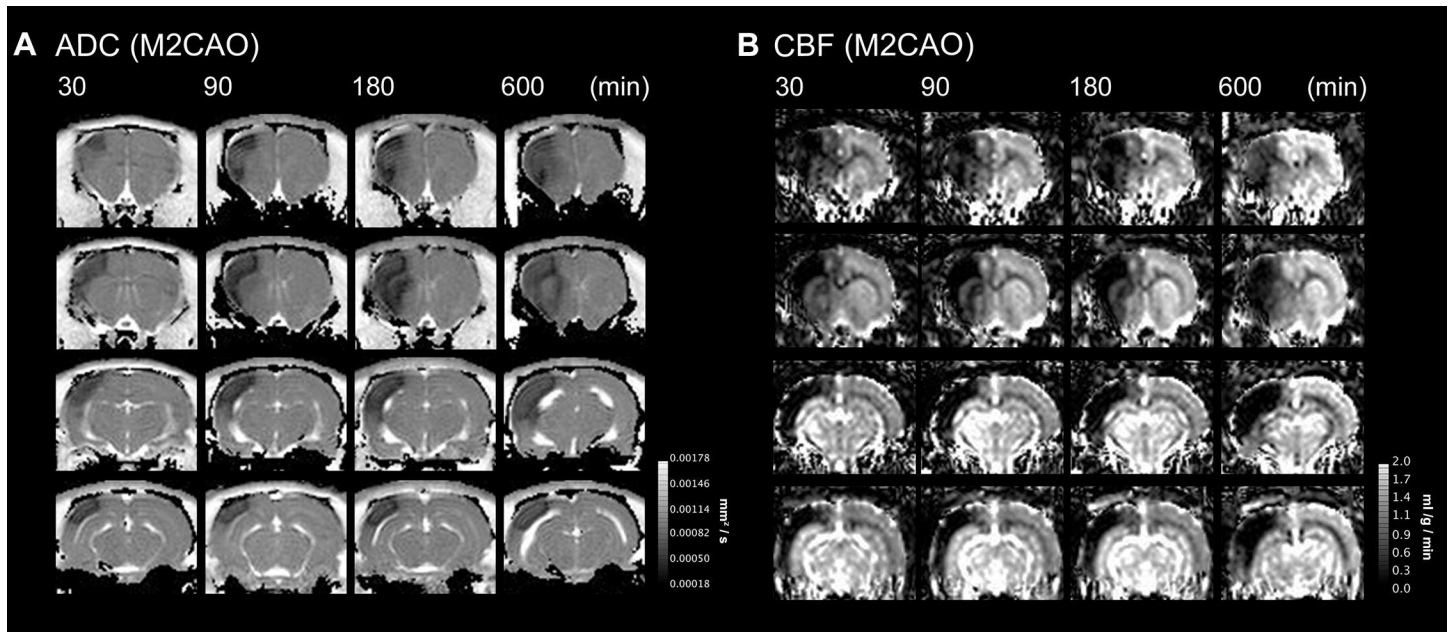 A ADC (M2CAO)
30 90 180 600 (min)
0.00178
0.00146
0.00114
0.00082
0.00050
0.00018
mm²/s
B CBF (M2CAO)
30 90 180 600 (min)
2.0
1.7
1.4
1.1
0.9
0.6
0.3
0.0
ml/g/min